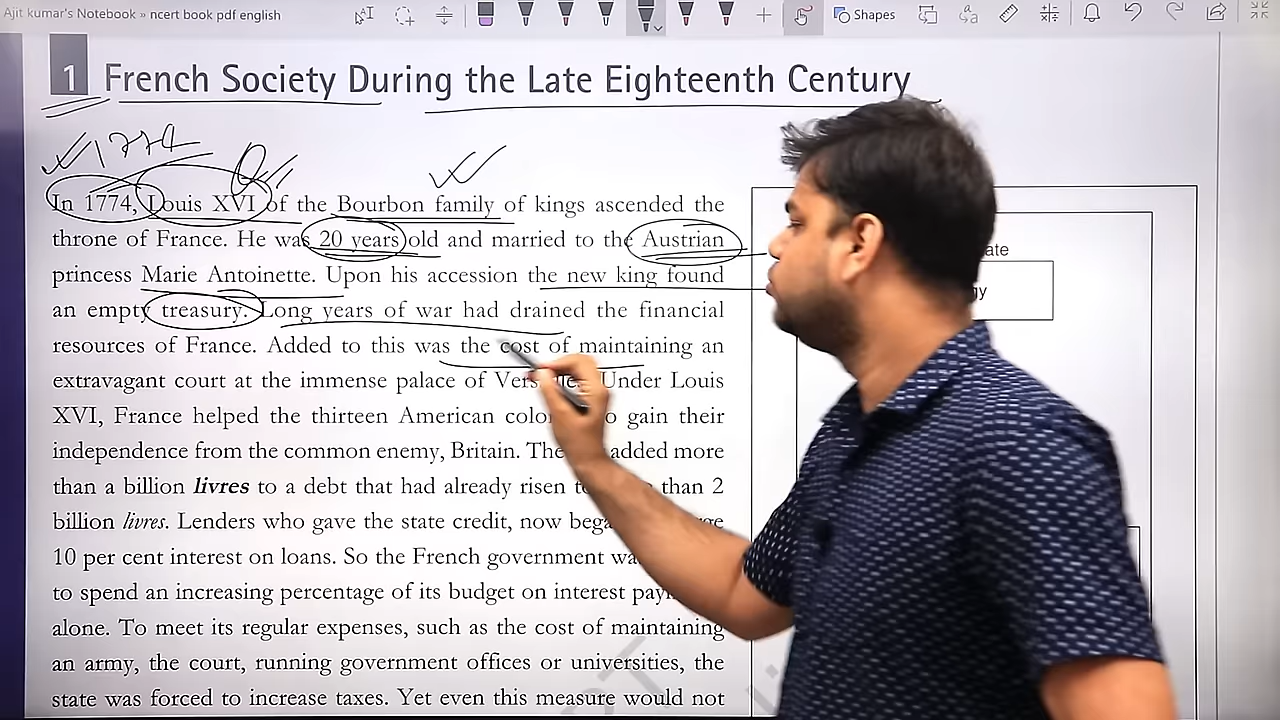 Ajit kumar's Notebook » ncert book pdf english
Shapes
1 French Society During the Late Eighteenth Century
1774
In 1774, Louis XVI of the Bourbon family of kings ascended the
throne of France. He was 20 years old and married to the Austrian
princess Marie Antoinette. Upon his accession the new king found
an empty treasury. Long years of war had drained the financial
resources of France. Added to this was the cost of maintaining an
extravagant court at the immense palace of Under Louis
XVI, France helped the thirteen American gain their
independence from the common enemy, Britain. added more
than a billion livres to a debt that had already risen than 2
billion livres. Lenders who gave the state credit, now
10 per cent interest on loans. So the French government
to spend an increasing percentage of its budget on interest
alone. To meet its regular expenses, such as the cost of maintaining
an army, the court, running government offices or universities, the
state was forced to increase taxes. Yet even this measure would not